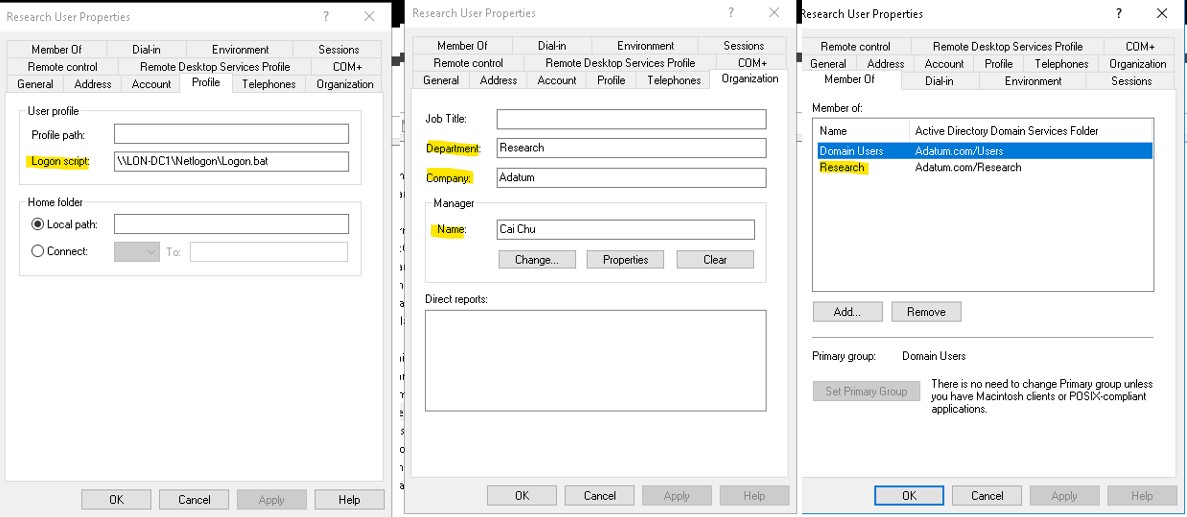 Research User Properties
Member Of Dial-in Environment Sessions
Remote control Remote Desktop Services Profile COM+
General Address Account Profile Telephones Organization
User profile
Profile path:
Logon script: \\LON-DC1\Netlogon\Logon.bat
Home folder
Local path:
Connect: To:
OK Cancel Apply Help
Research User Properties
Member Of Dial-in Environment Sessions
Remote control Remote Desktop Services Profile COM+
General Address Account Profile Telephones Organization
Job Title:
Department: Research
Company: Adatum
Manager
Name: Cai Chu
Change... Properties Clear
Direct reports:
OK Cancel Apply Help
Research User Properties
Remote control Remote Desktop Services Profile COM+
General Address Account Profile Telephones Organization
Member Of Dial-in Environment Sessions
Member of:
Name Active Directory Domain Services Folder
Domain Users Adatum.com/Users
Research Adatum.com/Research
Add... Remove
Primary group: Domain Users
Set Primary Group
There is no need to change Primary group unless
you have Macintosh clients or POSIX-compliant
applications.
OK Cancel Apply Help